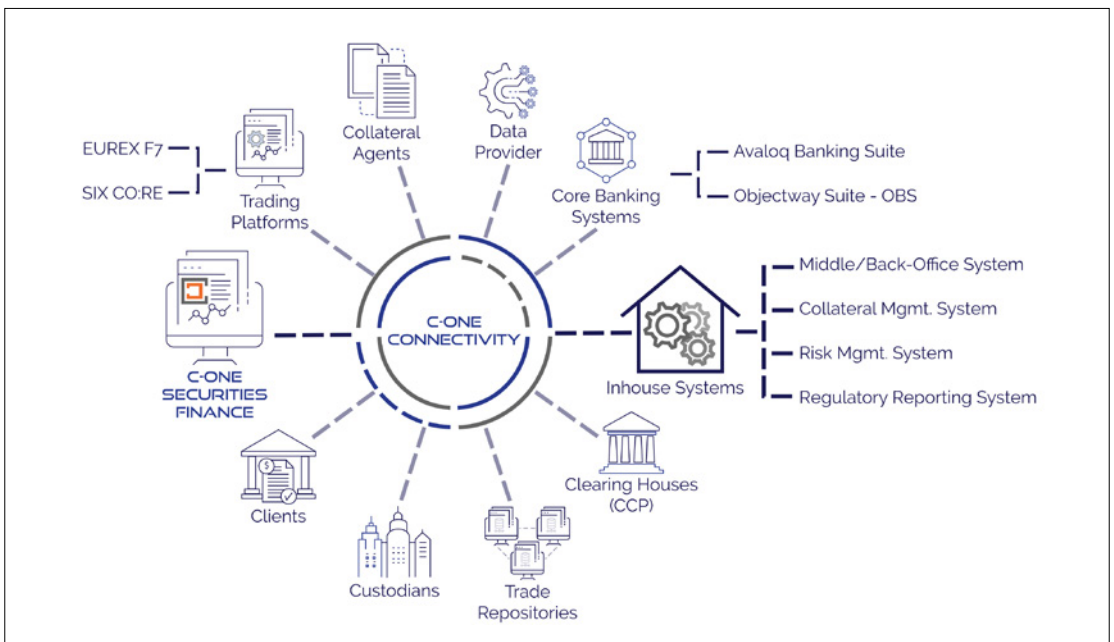 EUREX F7
SIX CO:RE
Trading
Platforms
Collateral
Agents
Data
Provider
Core Banking
Systems
Avaloq Banking Suite
Objectway Suite - OBS
C-ONE
SECURITIES
FINANCE
C-ONE
CONNECTIVITY
Inhouse Systems
Middle/Back-Office System
Collateral Mgmt. System
Risk Mgmt. System
Regulatory Reporting System
Clients
Custodians
Trade
Repositories
Clearing Houses
(CCP)